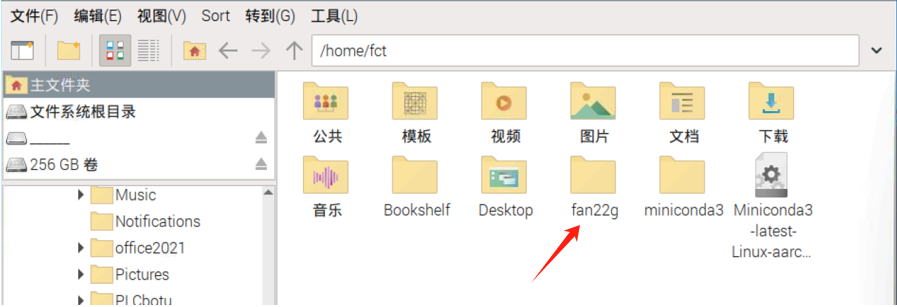 文件(F) 编辑(E) 视图(V) Sort 转到(G) 工具(L)
/home/fct
主文件夹
文件系统根目录
256 GB 卷
Music
Notifications
office2021
Pictures
PLCbotu
公共 模板 视频 图片 文档 下载
音乐 Bookshelf Desktop fan22g miniconda3 Miniconda3
-latest-
Linux-aarc...